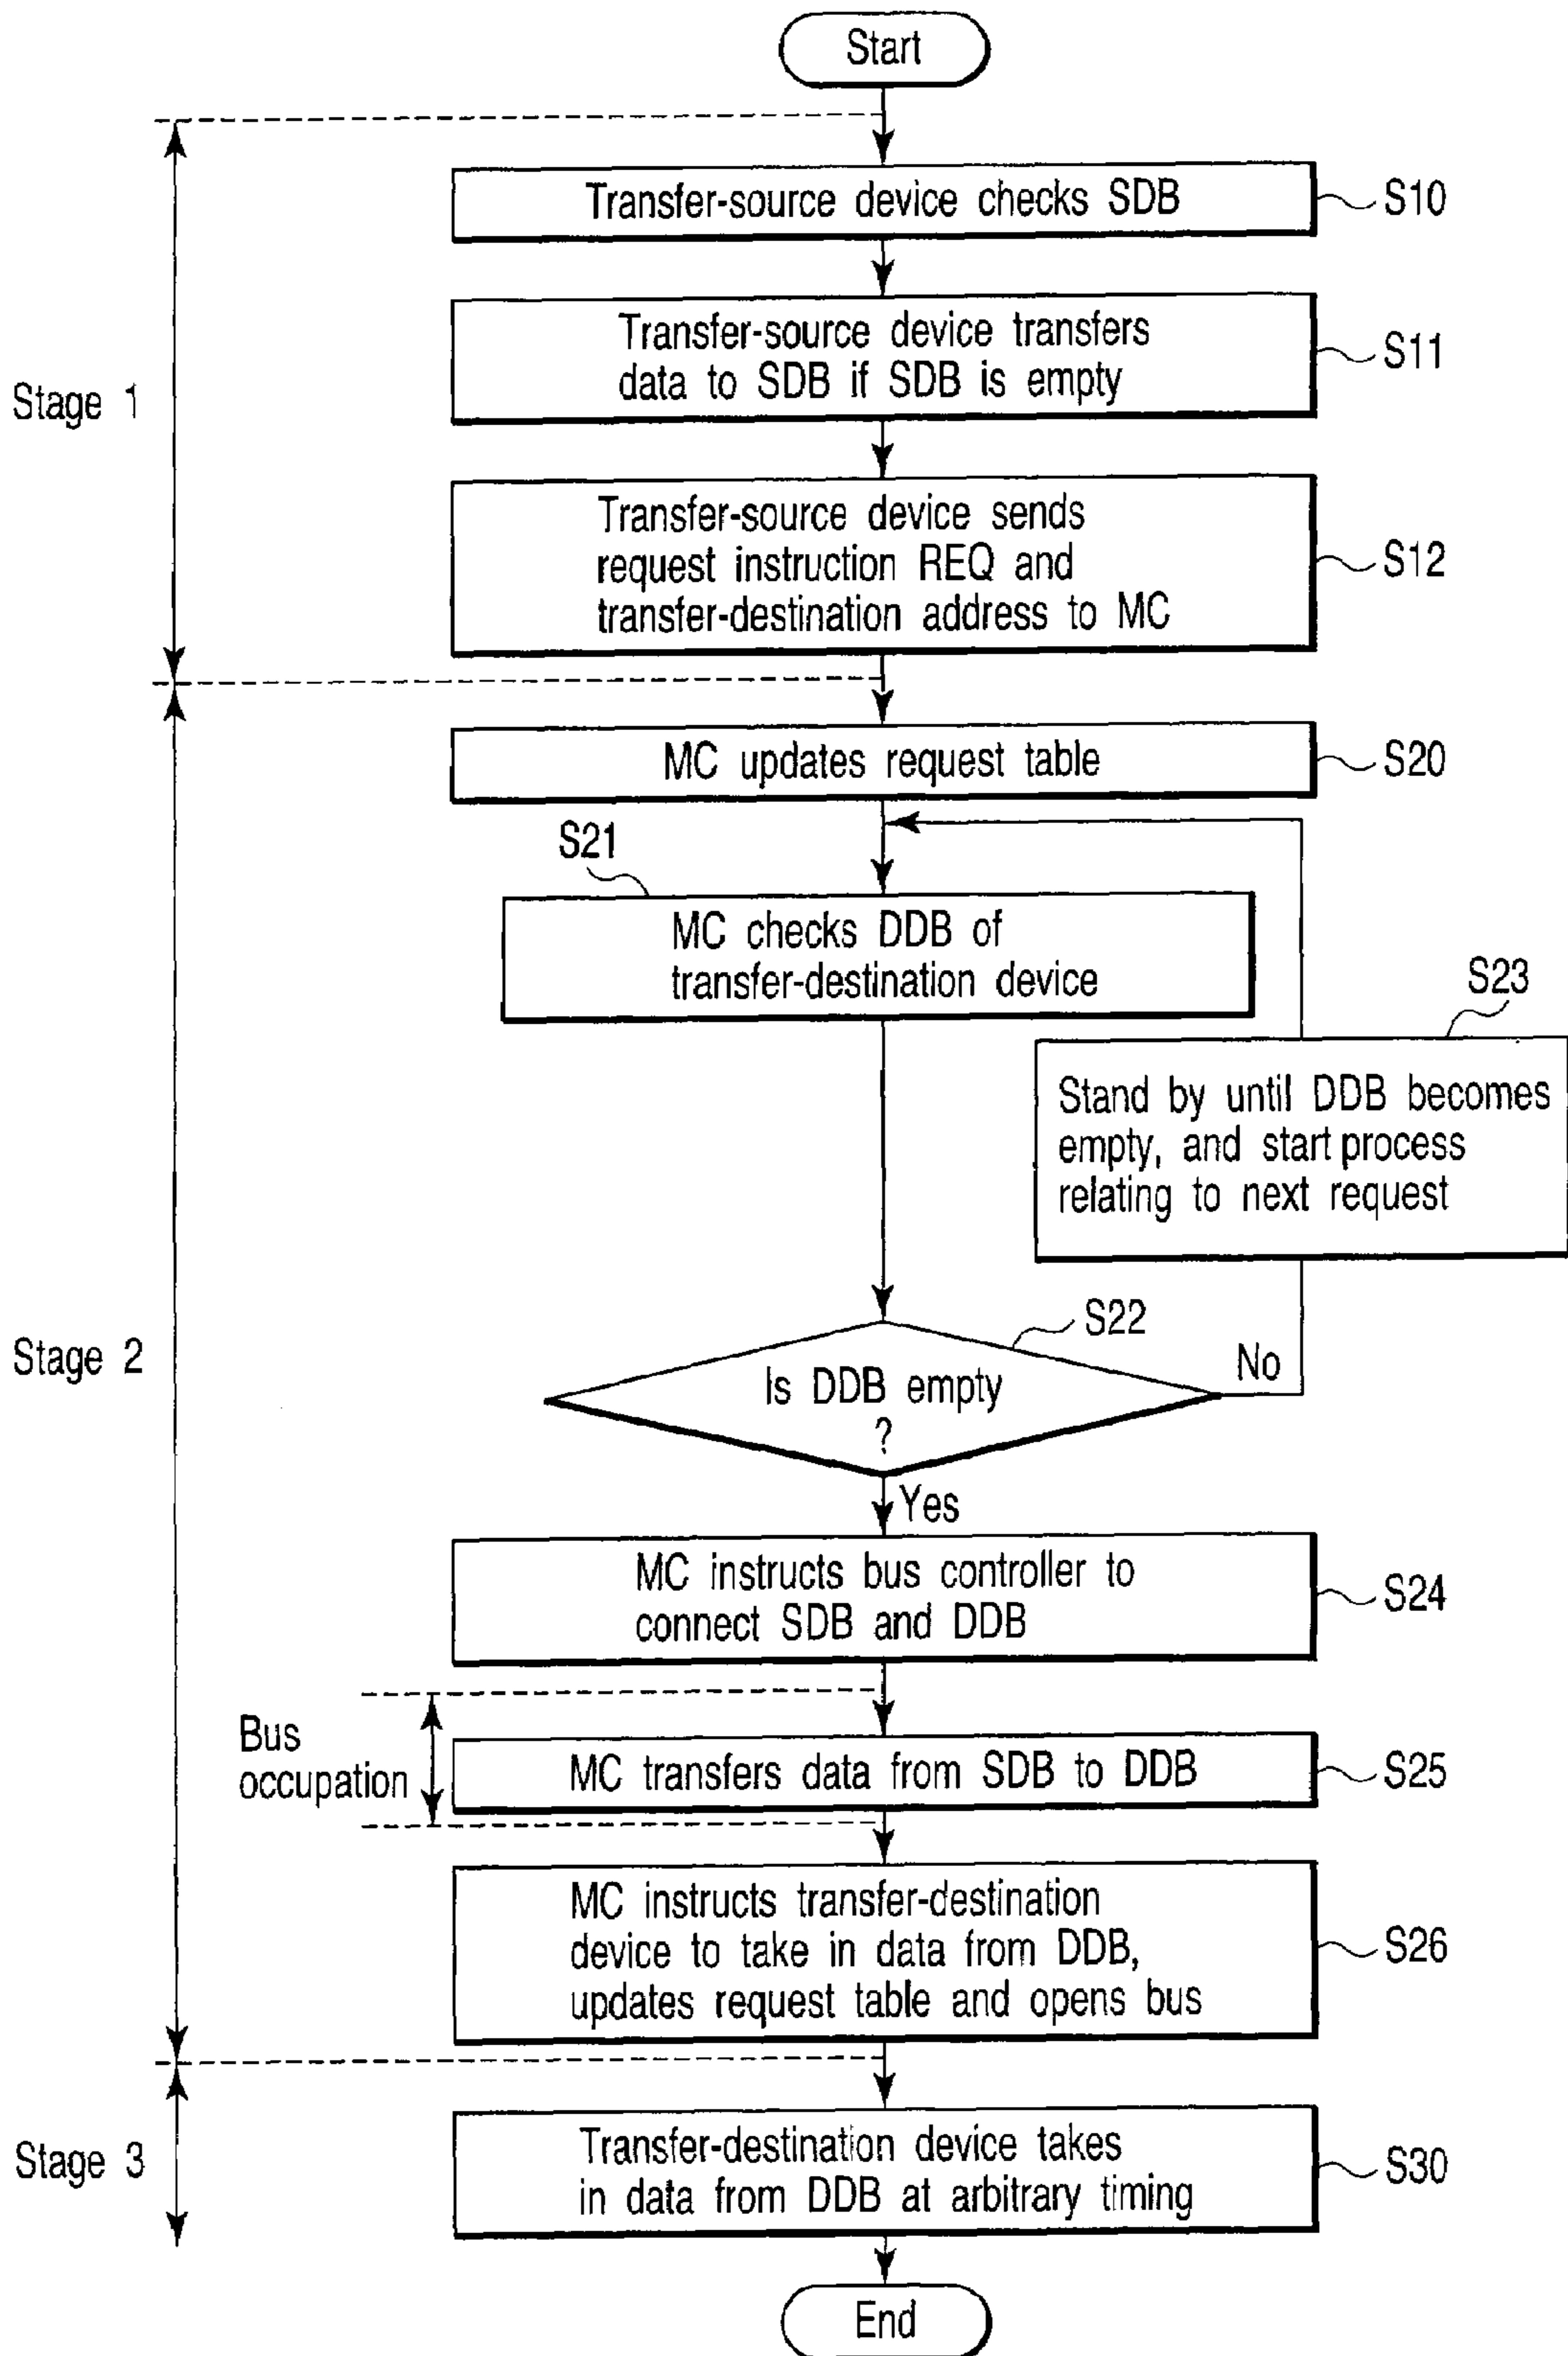 Start
Transfer-source device checks SDB
S10
Transfer-source device transfers
data to SDB if SDB is empty
S11
Stage 1
Transfer-source device sends
request instruction REQ and
transfer-destination address to MC
S12
MC updates request table
S20
S21
MC checks DDB of
transfer-destination device
S23
Stand by until DDB becomes
empty, and start process
relating to next request
Stage 2
S22
Is DDB empty
?
No
Yes
MC instructs bus controller to
connect SDB and DDB
S24
Bus
occupation
MC transfers data from SDB to DDB
S25
MC instructs transfer-destination
device to take in data from DDB,
updates request table and opens bus
S26
Stage 3
Transfer-destination device takes
in data from DDB at arbitrary timing
S30
End